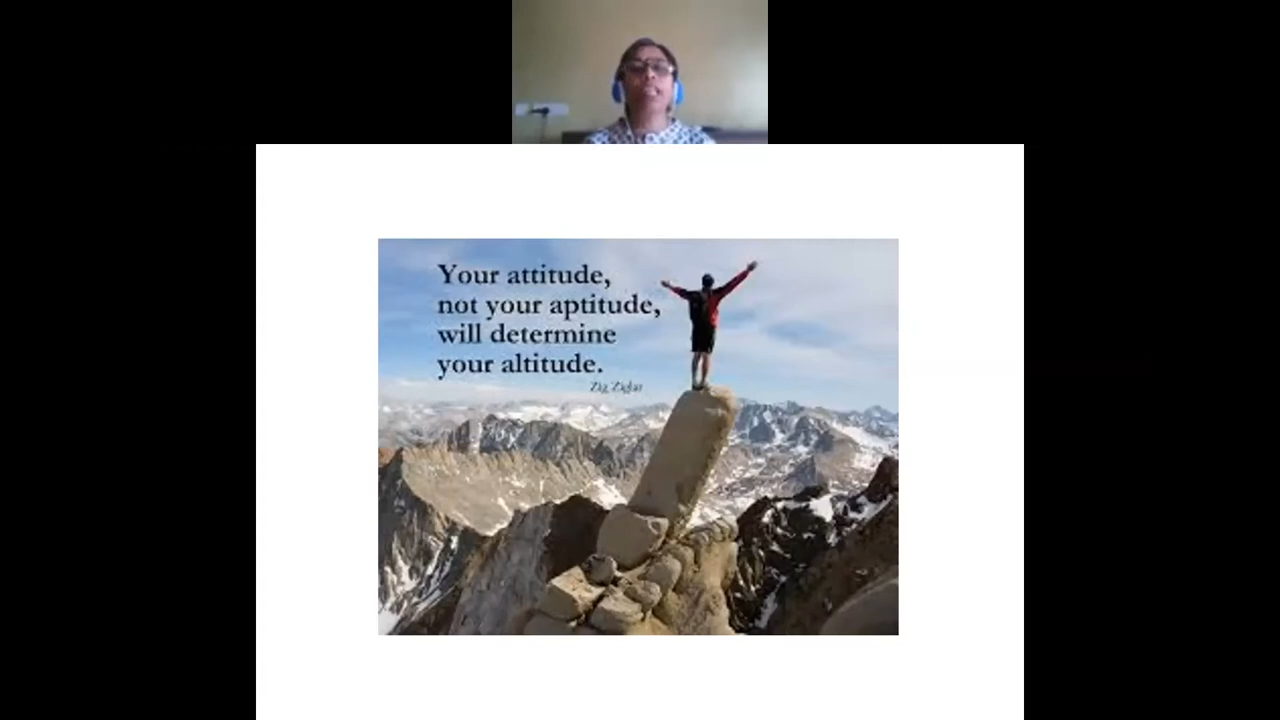 Your attitude,
not your aptitude,
will determine
your altitude.
Zig Ziglar